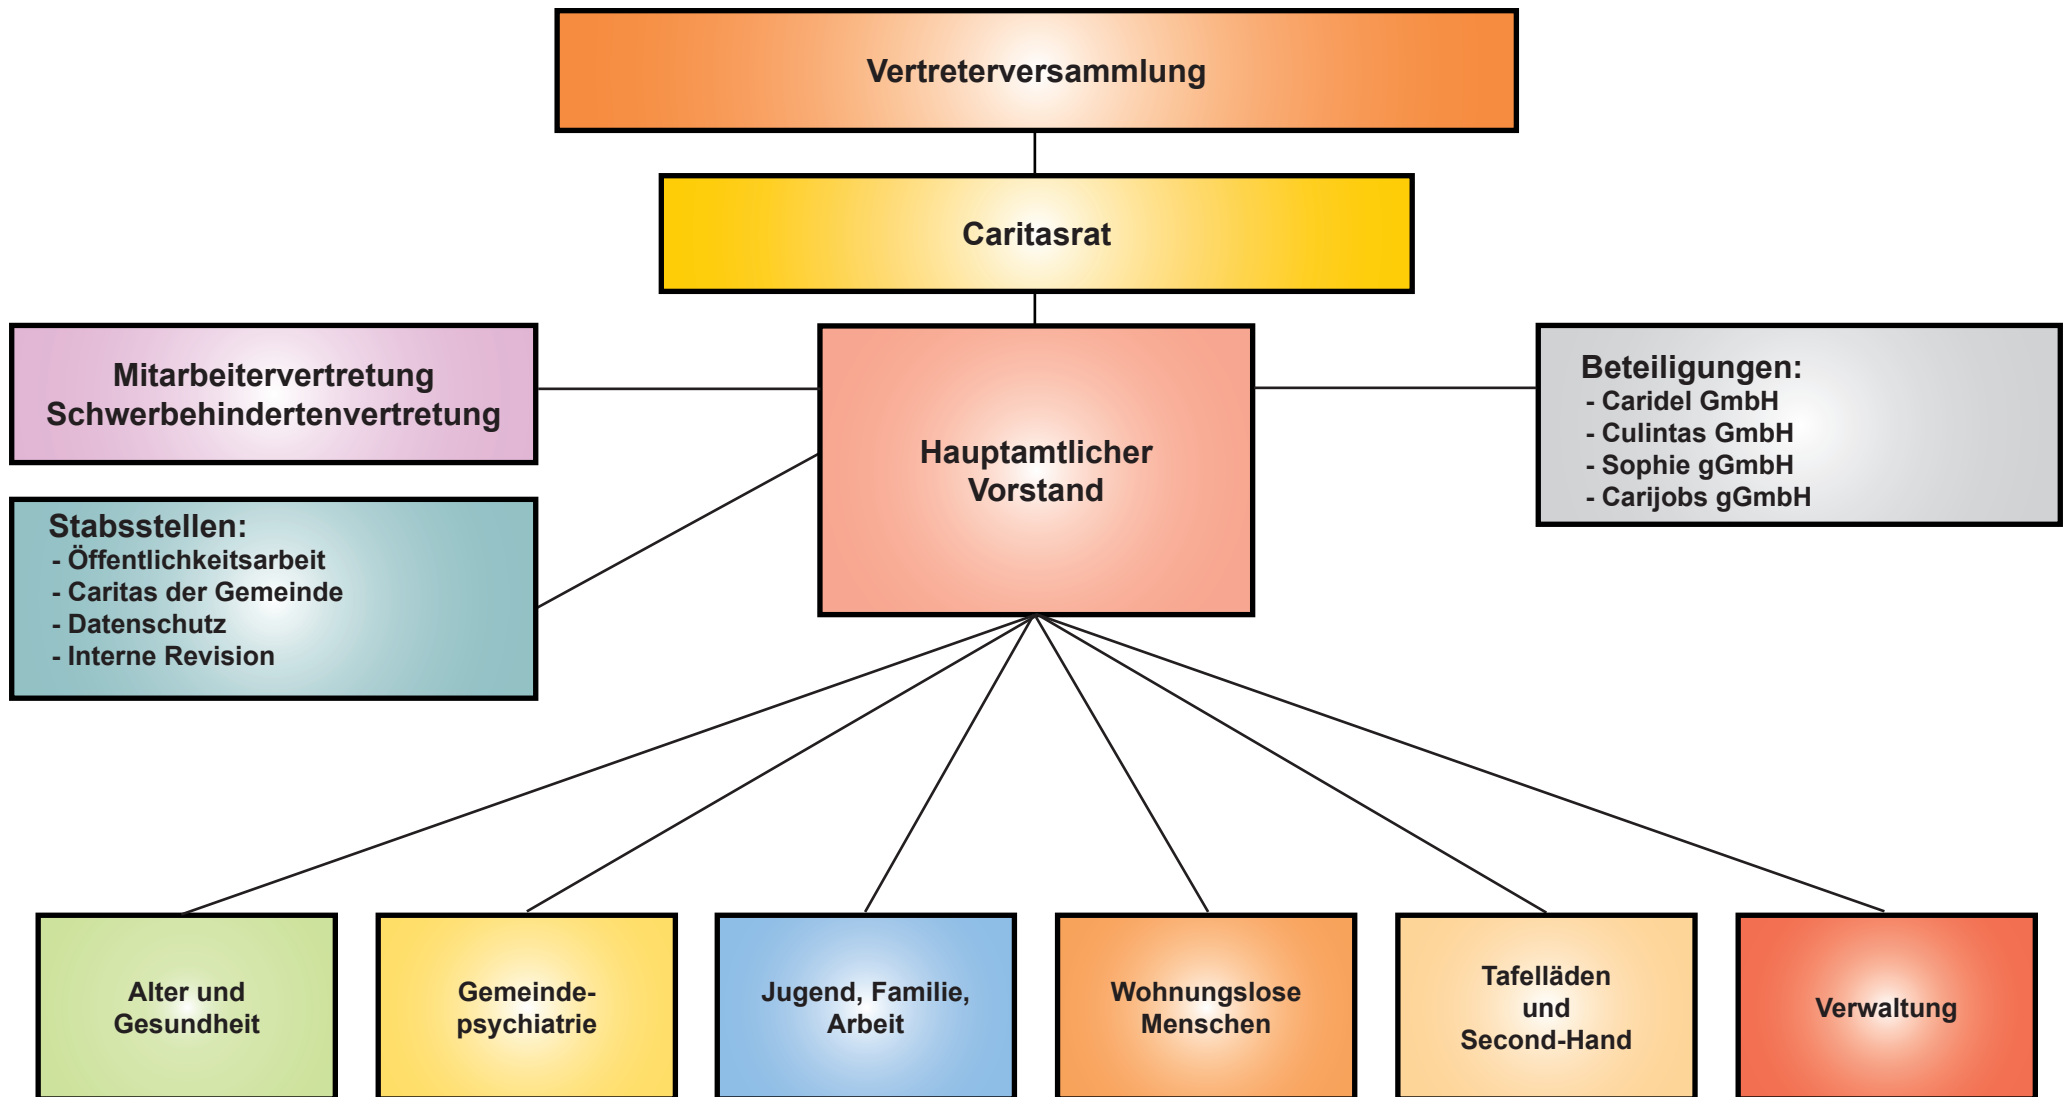 Vertreterversammlung
Caritasrat
Mitarbeitervertretung
Schwerbehindertenvertretung
Hauptamtlicher
Vorstand
Beteiligungen:
- Caridel GmbH
- Culintas GmbH
- Sophie gGmbH
- Carijobs gGmbH
Stabsstellen:
- Öffentlichkeitsarbeit
- Caritas der Gemeinde
- Datenschutz
- Interne Revision
Alter und
Gesundheit
Gemeinde-
psychiatrie
Jugend, Familie,
Arbeit
Wohnungslose
Menschen
Tafelläden
und
Second-Hand
Verwaltung